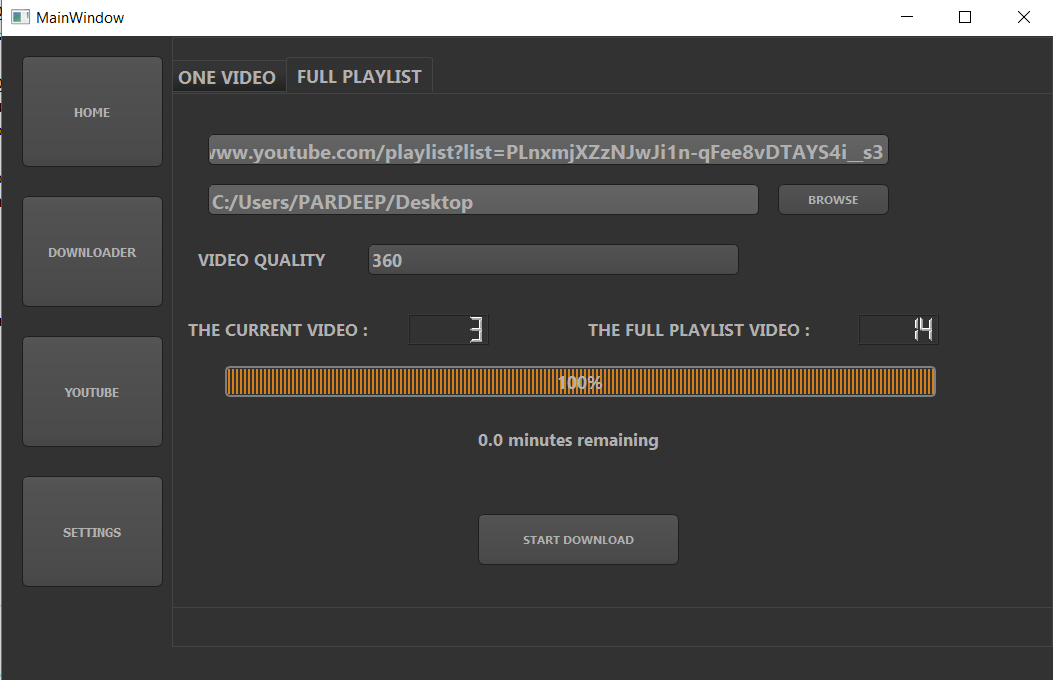 MainWindow
HOME
DOWNLOADER
YOUTUBE
SETTINGS
ONE VIDEO
FULL PLAYLIST
www.youtube.com/playlist?list=PLnxmjXZzNJwJi1n-qFee8vDTAYS4i__s3
C:/Users/PARDEEP/Desktop
BROWSE
VIDEO QUALITY
360
THE CURRENT VIDEO : 3
THE FULL PLAYLIST VIDEO : 14
100%
0.0 minutes remaining
START DOWNLOAD